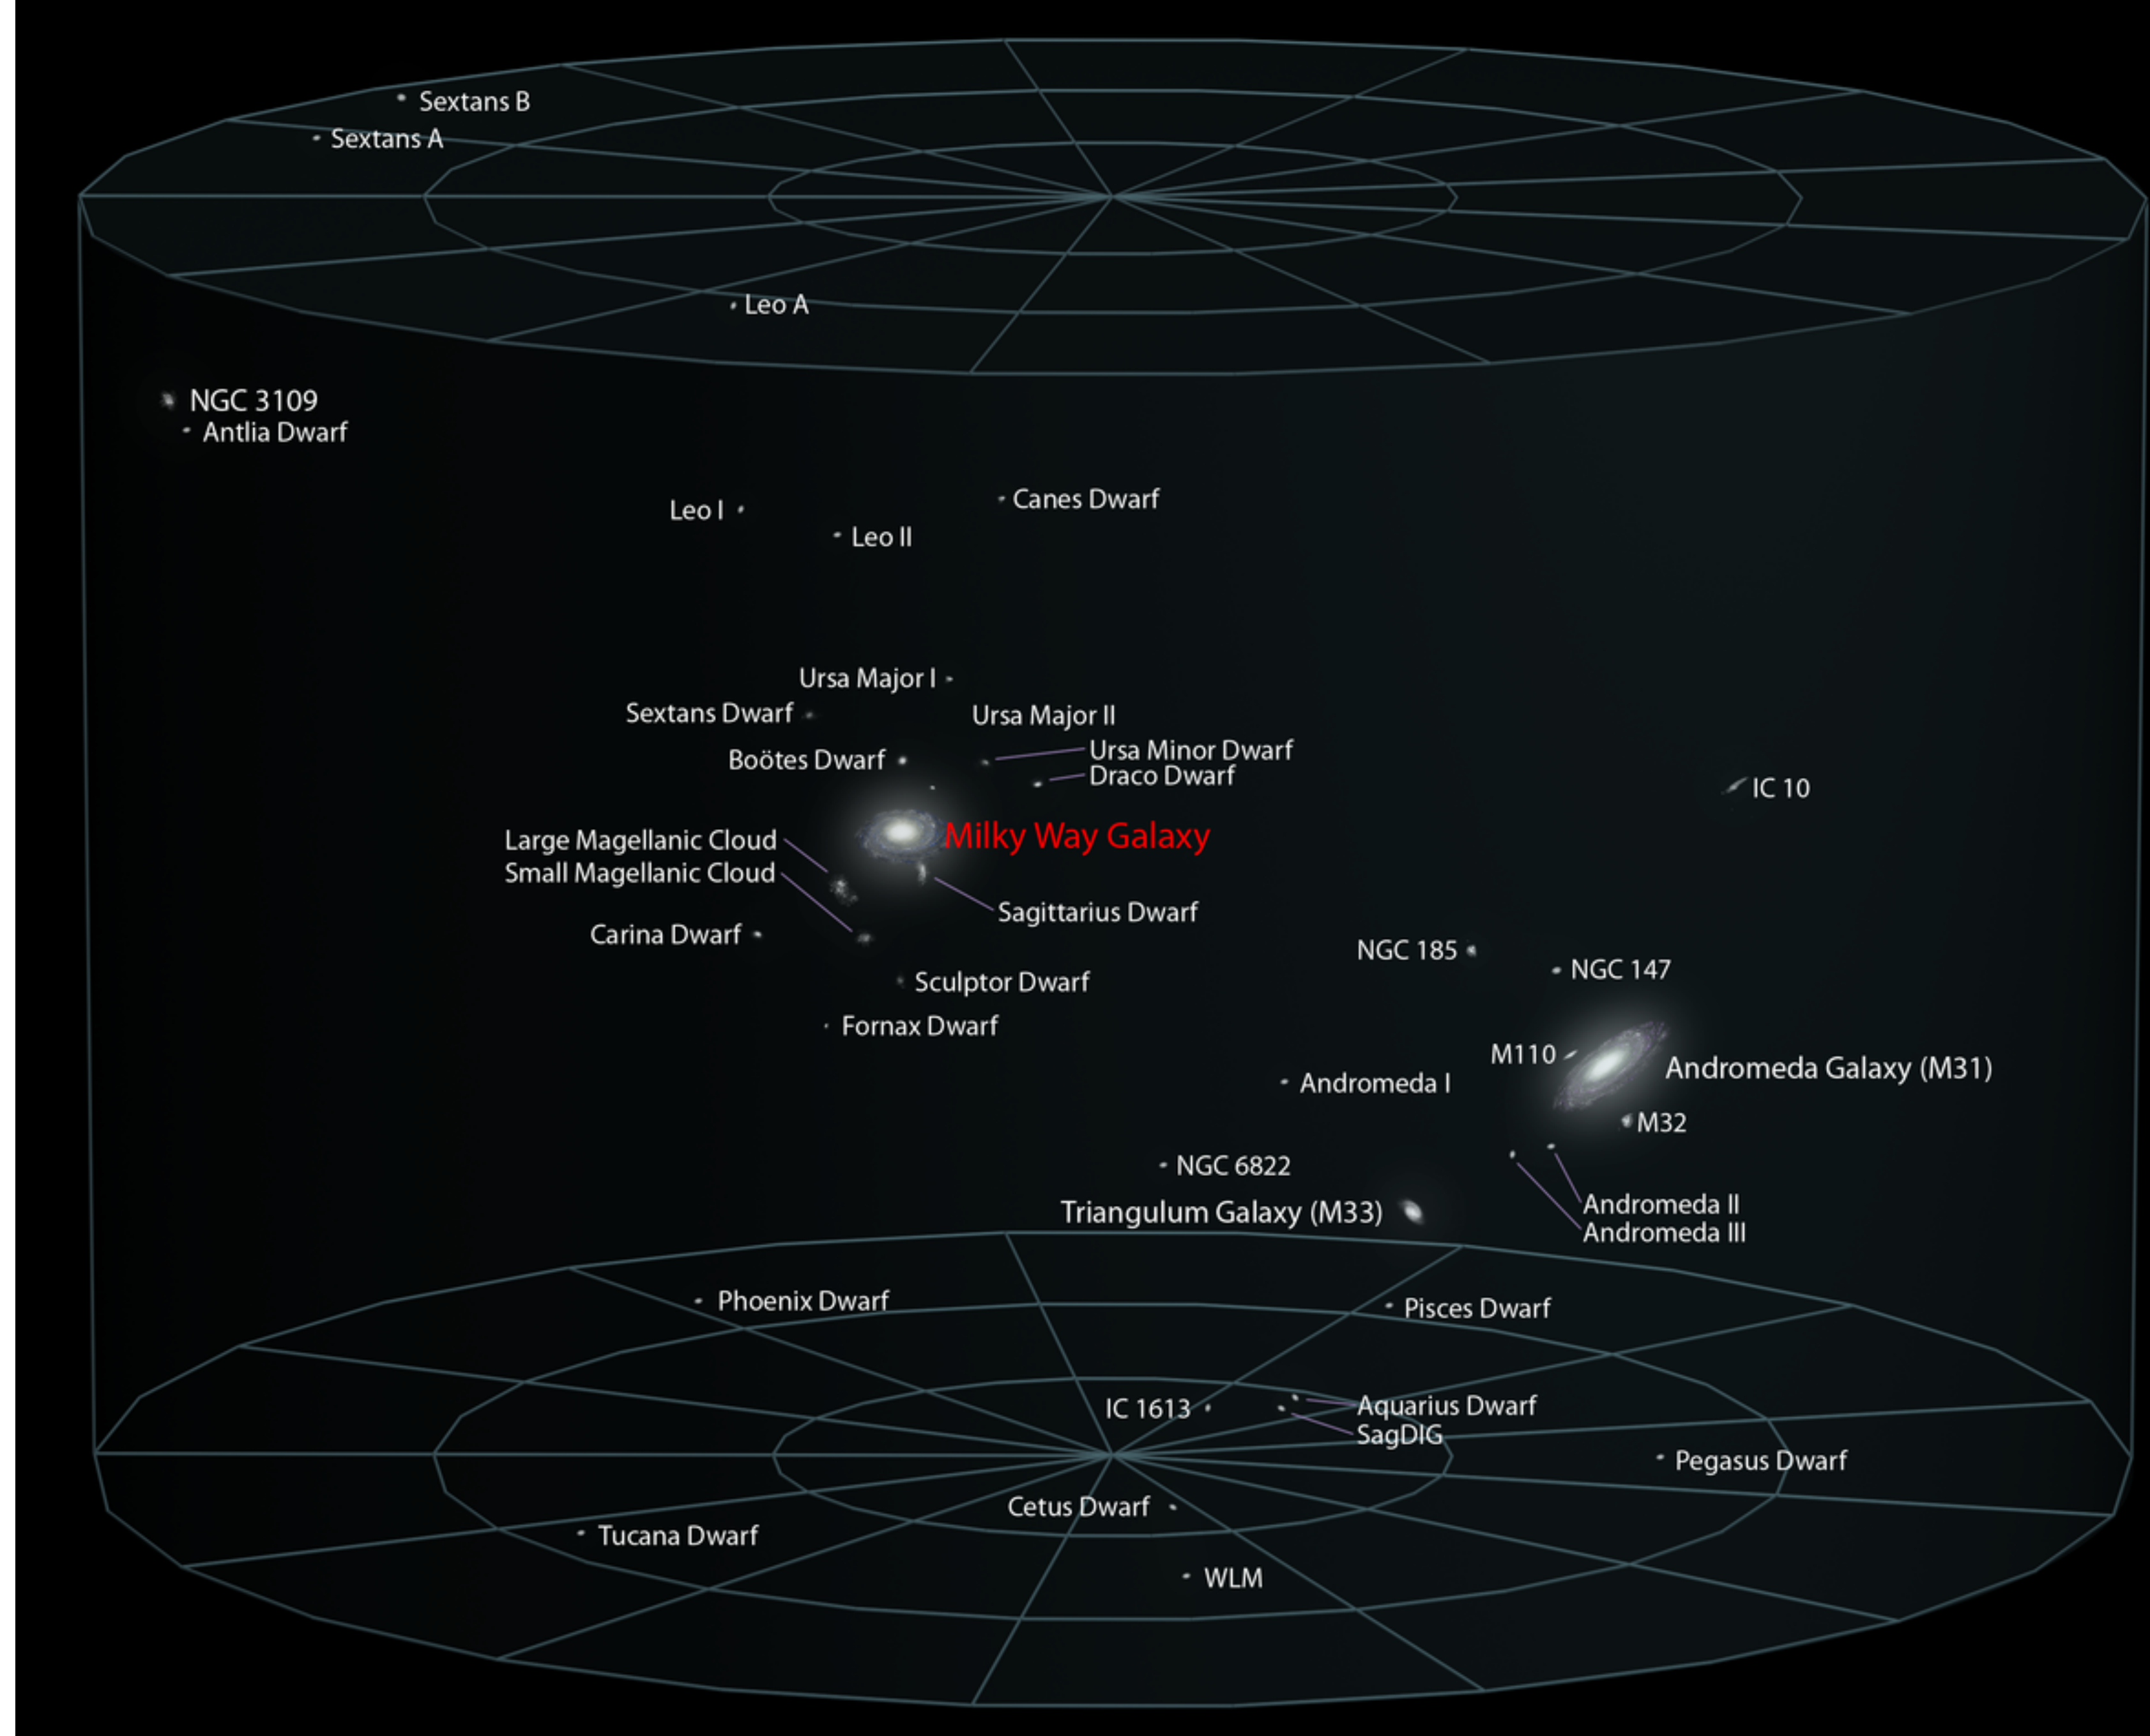 Sextans B
Sextans A
Leo A
NGC 3109
Antlia Dwarf
Canes Dwarf
Leo I
Leo II
Ursa Major I
Sextans Dwarf
Ursa Major II
Ursa Minor Dwarf
Boötes Dwarf
Draco Dwarf
IC 10
Milky Way Galaxy
Large Magellanic Cloud
Small Magellanic Cloud
Sagittarius Dwarf
Carina Dwarf
NGC 185
NGC 147
Sculptor Dwarf
Fornax Dwarf
M110
Andromeda Galaxy (M31)
Andromeda I
M32
NGC 6822
Andromeda II
Triangulum Galaxy (M33)
Andromeda III
Phoenix Dwarf
Pisces Dwarf
IC 1613
Aquarius Dwarf
SagDIG
Pegasus Dwarf
Cetus Dwarf
Tucana Dwarf
WLM